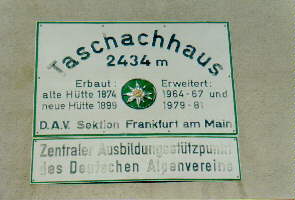 Taschachhaus
2434 m
Erbaut: Erweitert:
alte Hütte 1874 1964-67 und
neue Hütte 1899 1979-81
D.A.V. Sektion Frankfurt am Main
Zentraler Ausbildungsstützpunkt
des Deutschen Alpenvereins